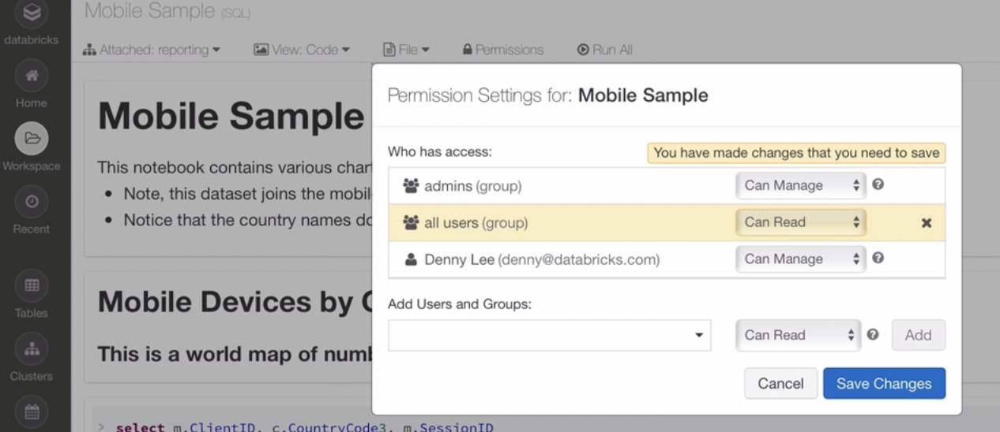 Mobile Sample (SQL)
databricks
Attached: reporting View: Code File Permissions Run All
Home
Workspace
Recent
Tables
Clusters
Mobile Sample
This notebook contains various char
Note, this dataset joins the mobil
Notice that the country names do
Mobile Devices by
This is a world map of numb
> select m.ClientID, c.CountryCode3, m.SessionID
Permission Settings for: Mobile Sample
Who has access:
You have made changes that you need to save
admins (group) Can Manage ?
all users (group) Can Read
Denny Lee (denny@databricks.com) Can Manage ?
Add Users and Groups:
Can Read ? Add
Cancel Save Changes